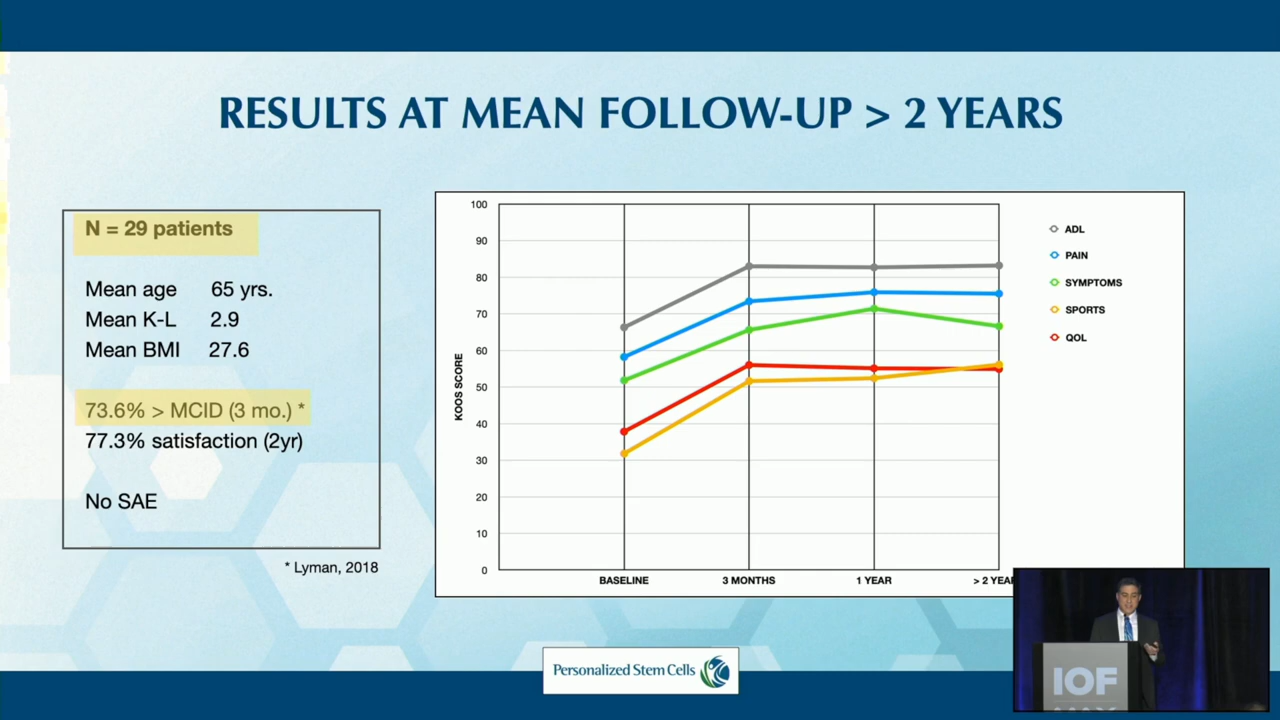 RESULTS AT MEAN FOLLOW-UP > 2 YEARS
N = 29 patients
Mean age 65 yrs.
Mean K-L 2.9
Mean BMI 27.6
73.6% > MCID (3 mo.) *
77.3% satisfaction (2yr)
No SAE
* Lyman, 2018
KOOS SCORE
100
90
80
70
60
50
40
30
20
10
0
BASELINE 3 MONTHS 1 YEAR > 2 YEA
ADL
PAIN
SYMPTOMS
SPORTS
QOL
Personalized Stem Cells
IOF